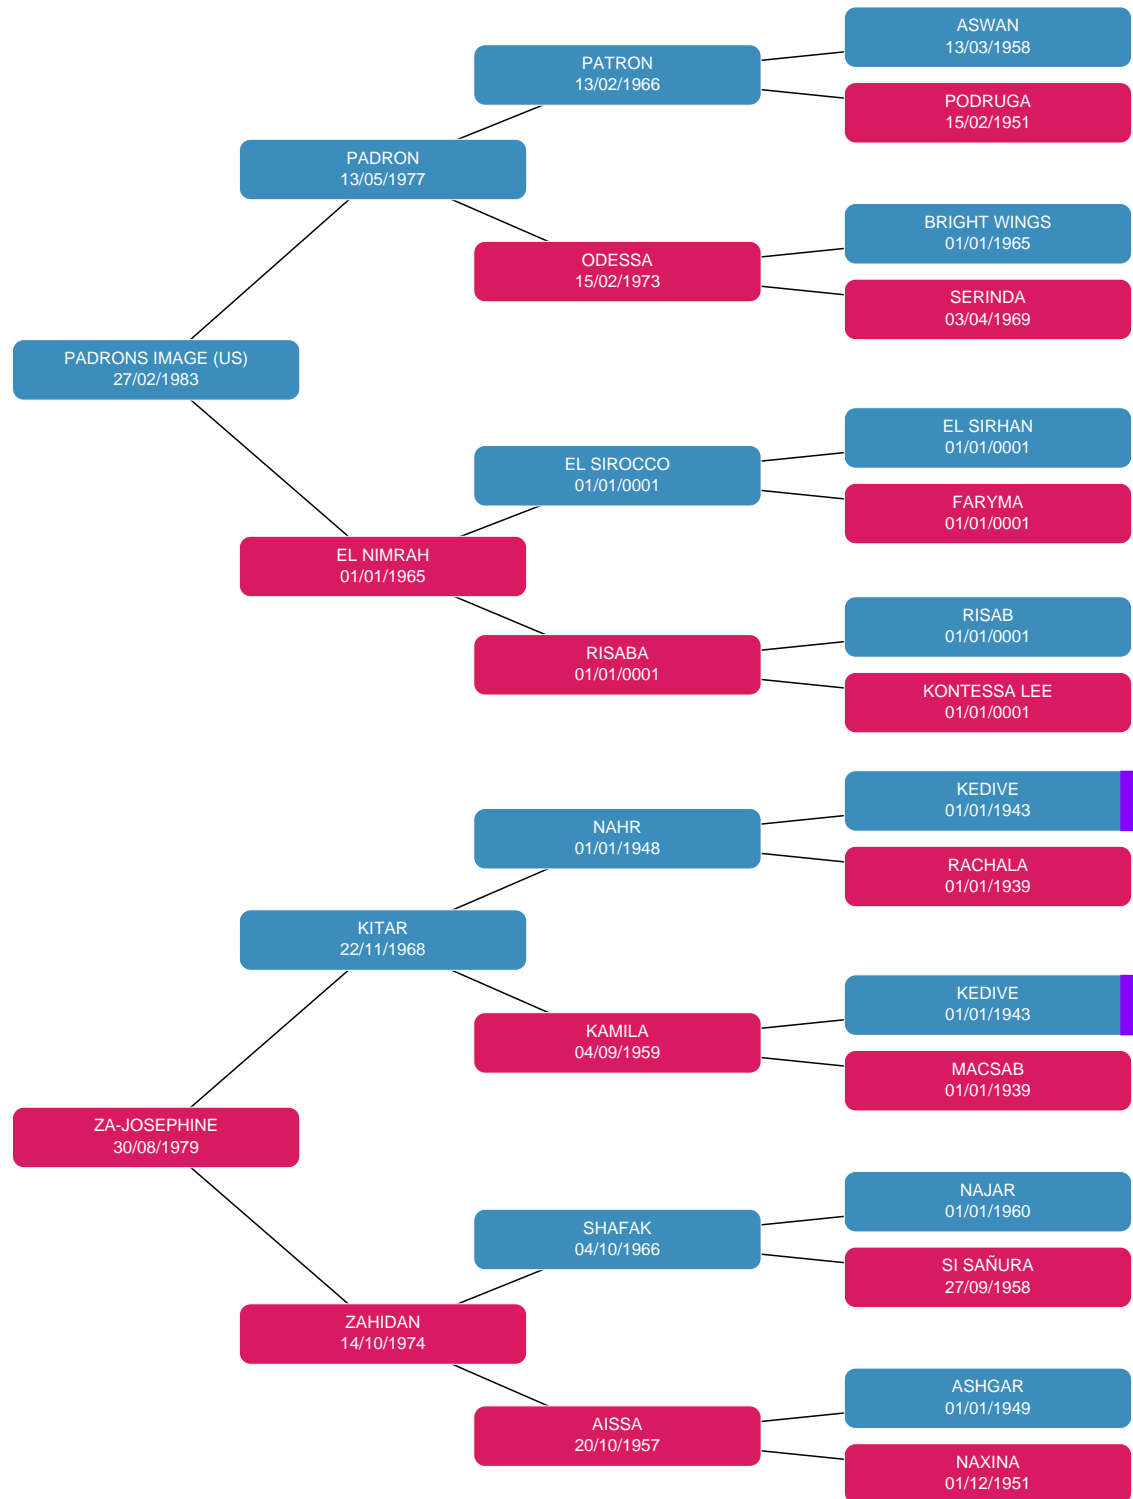 ASWAN
13/03/1958
PATRON
13/02/1966
PODRUGA
15/02/1951
PADRON
13/05/1977
BRIGHT WINGS
01/01/1965
ODESSA
15/02/1973
SERINDA
03/04/1969
PADRONS IMAGE (US)
27/02/1983
EL SIRHAN
01/01/0001
EL SIROCCO
01/01/0001
FARYMA
01/01/0001
EL NIMRAH
01/01/1965
RISAB
01/01/0001
RISABA
01/01/0001
KONTESSA LEE
01/01/0001
KEDIVE
01/01/1943
NAHR
01/01/1948
RACHALA
01/01/1939
KITAR
22/11/1968
KEDIVE
01/01/1943
KAMILA
04/09/1959
MACSAB
01/01/1939
ZA-JOSEPHINE
30/08/1979
NAJAR
01/01/1960
SHAFAK
04/10/1966
SI SAÑURA
27/09/1958
ZAHIDAN
14/10/1974
ASHGAR
01/01/1949
AISSA
20/10/1957
NAXINA
01/12/1951